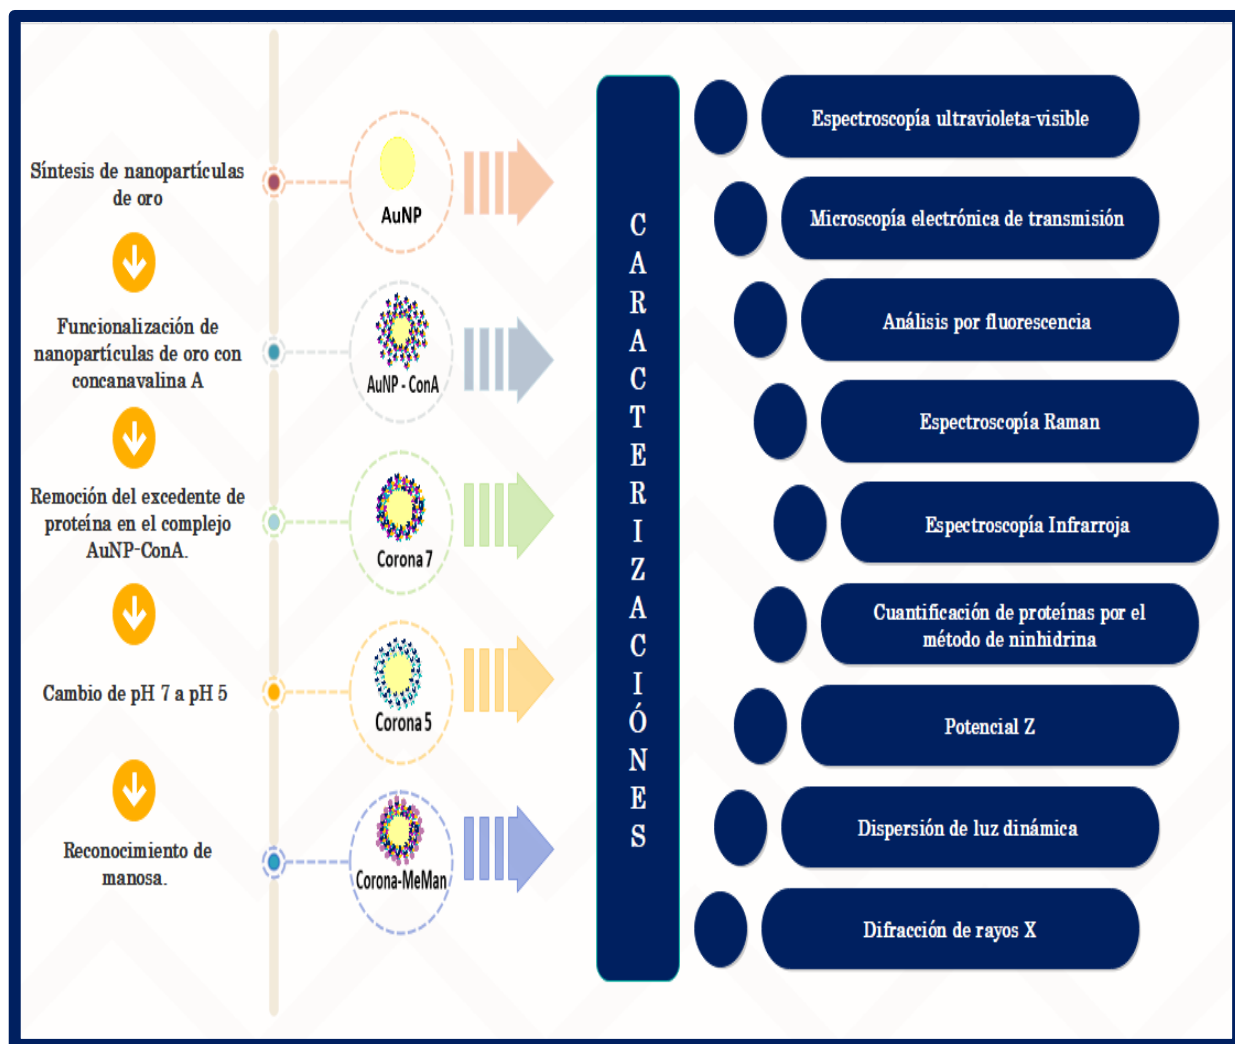 Síntesis de nanopartículas
de oro
AuNP
Funcionalización de
nanopartículas de oro con
concanavalina A
AuNP - ConA
Remoción del excedente de
proteína en el complejo
AuNP-ConA.
Corona 7
Cambio de pH 7 a pH 5
Corona 5
Reconocimiento de
manosa.
Corona-MeMan
CARACTERIZACIÓNES
Espectroscopía ultravioleta-visible
Microscopía electrónica de transmisión
Análisis por fluorescencia
Espectroscopía Raman
Espectroscopía Infrarroja
Cuantificación de proteínas por el
método de ninhidrina
Potencial Z
Dispersión de luz dinámica
Difracción de rayos X